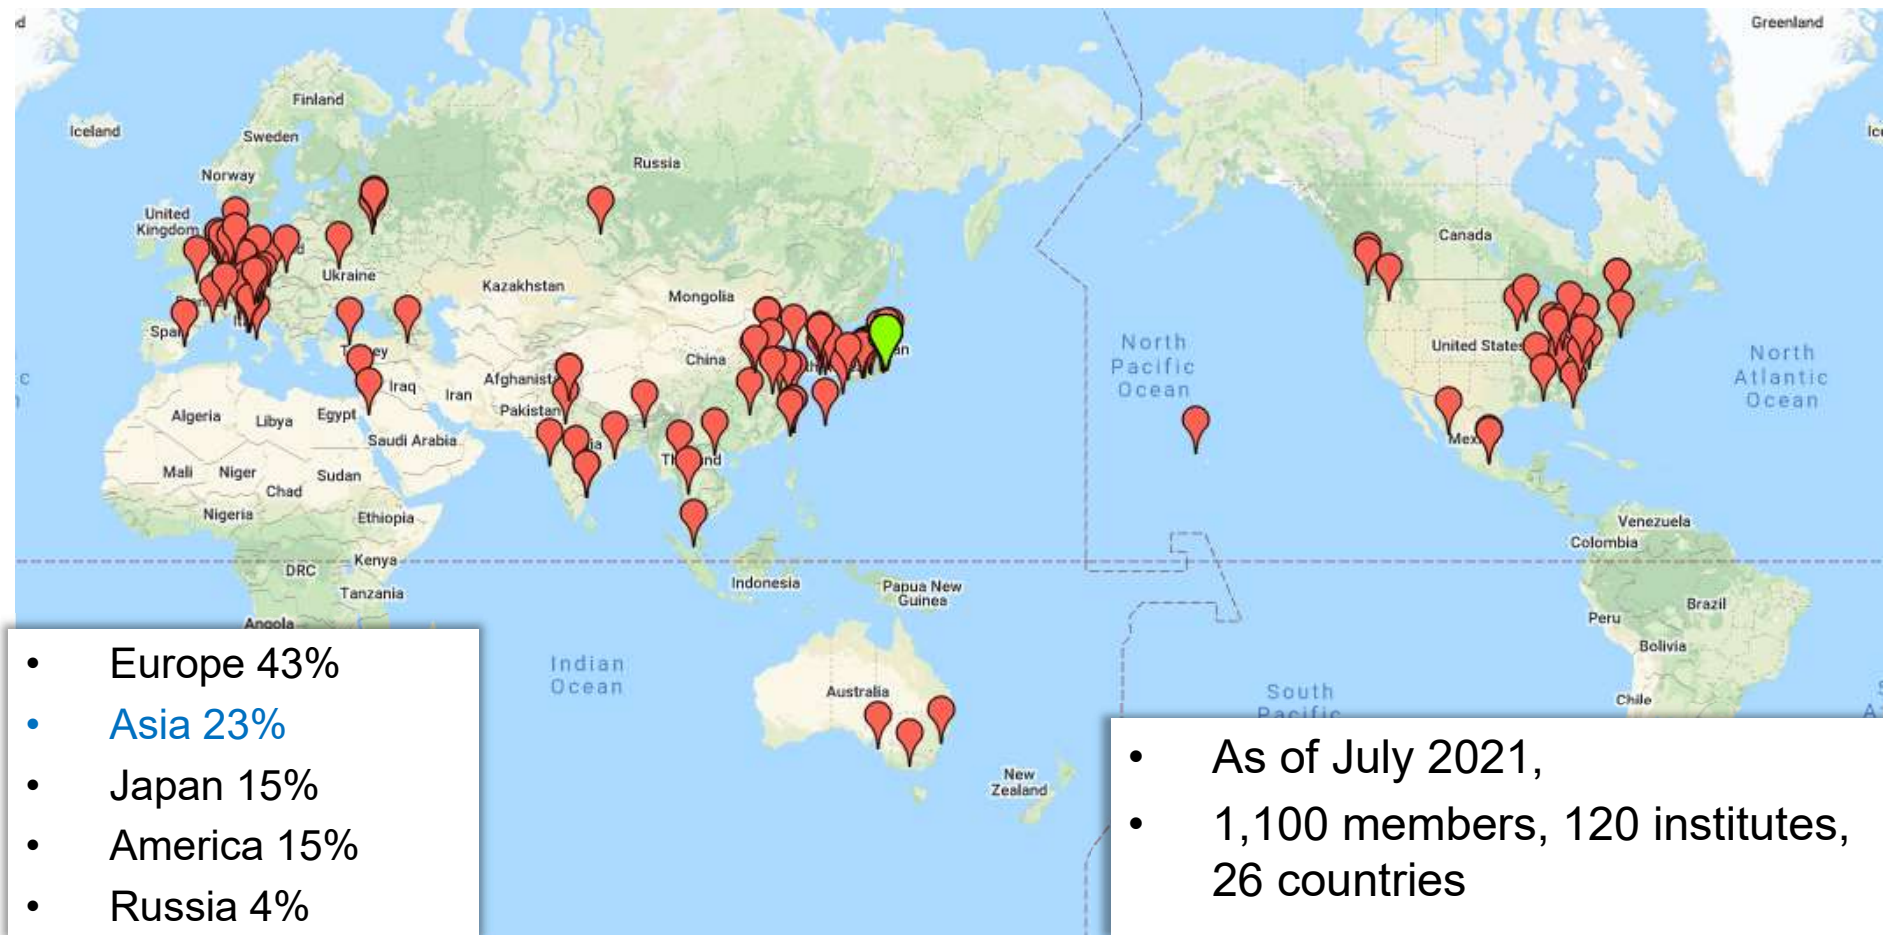 Greenland
Finland
Iceland
Sweden
Russia
Norway
United
Kingdom
Canada
Ukraine
Kazakhstan
Mongolia
North
Pacific
Ocean
United States
North
Atlantic
Ocean
China
Iraq
Iran
Pakistan
Algeria
Libya
Egypt
Saudi Arabia
Mali
Niger
Chad
Sudan
Nigeria
Ethiopia
Venezuela
Colombia
DRC
Kenya
Tanzania
Indonesia
Papua New
Guinea
Angola
Brazil
Peru
Bolivia
Indian
Ocean
Australia
South
Pacific
Chile
New
Zealand
• Europe 43%
• Asia 23%
• Japan 15%
• America 15%
• Russia 4%
• As of July 2021,
• 1,100 members, 120 institutes,
26 countries